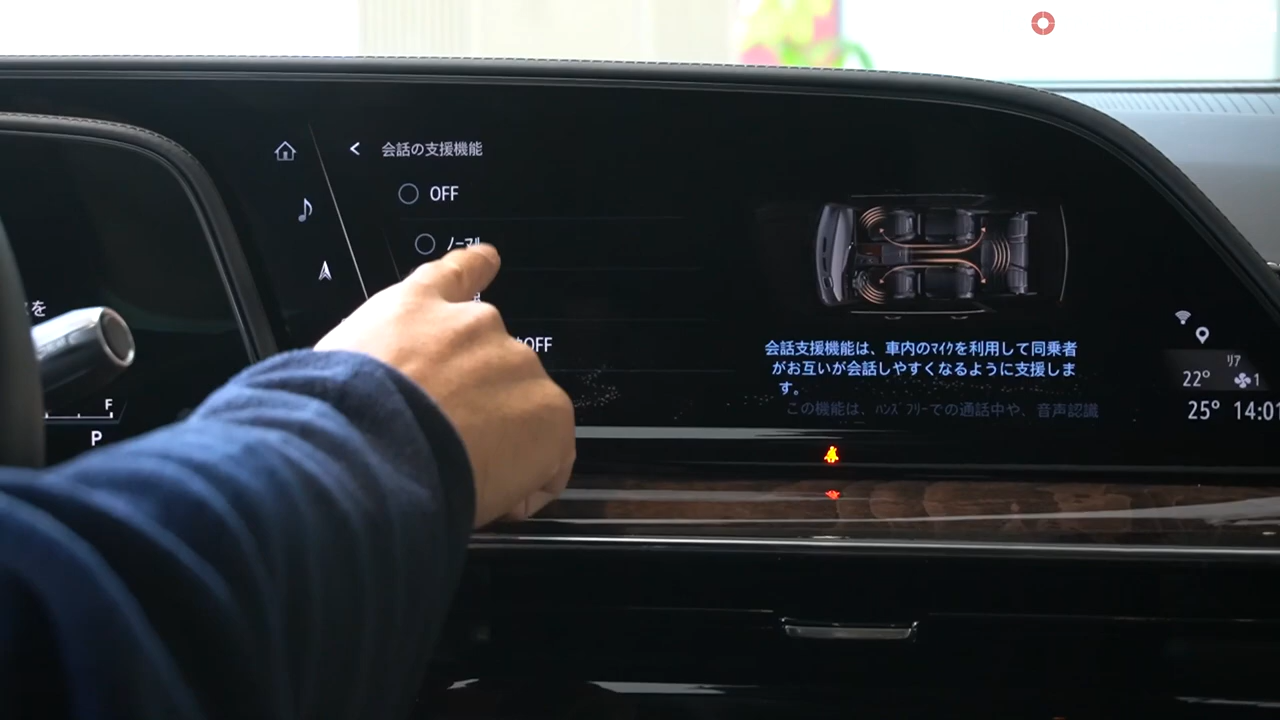 会話の支援機能
OFF
ノーマル
OFF
を
F
P
会話支援機能は、車内のﾏｲｸを利用して同乗者
がお互いが会話しやすくなるように支援しま
す。
この機能は、ﾊﾝｽﾞﾌﾘｰでの通話中や、音声認識
リア
22° 1
25° 14:01